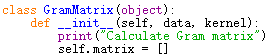 class GramMatrix(object):
    def __init__(self, data, kernel):
        print("Calculate Gram matrix")
        self.matrix = []